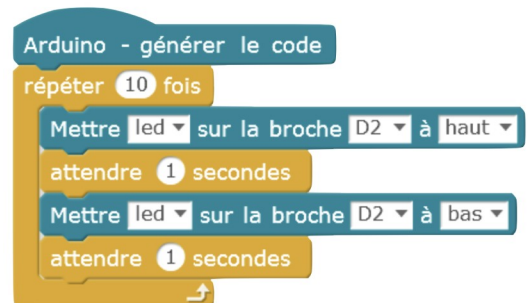 Arduino - générer le code
répéter 10 fois
Mettre led sur la broche D2 à haut
attendre 1 secondes
Mettre led sur la broche D2 à bas
attendre 1 secondes